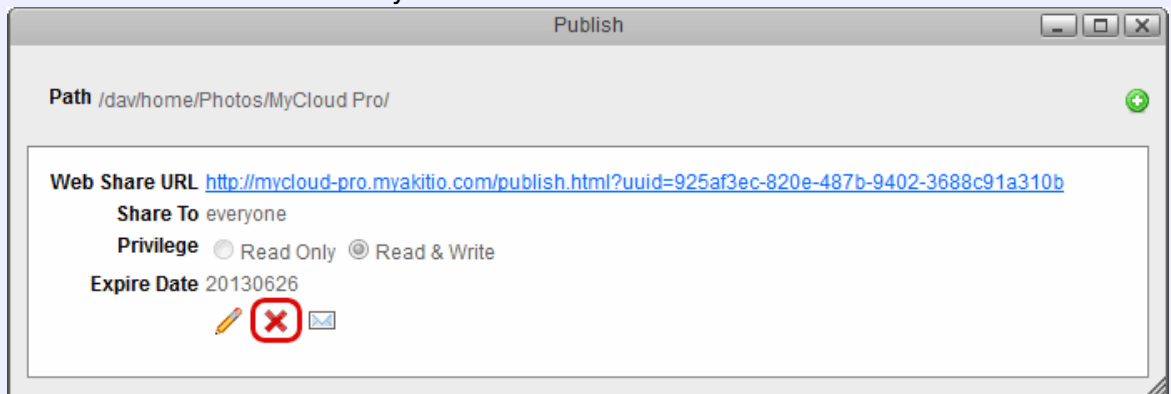 Publish
Path /dav/home/Photos/MyCloud Pro/
Web Share URL http://mycloud-pro.myakitio.com/publish.html?uuid=925af3ec-820e-487b-9402-3688c91a310b
Share To everyone
Privilege Read Only Read & Write
Expire Date 20130626